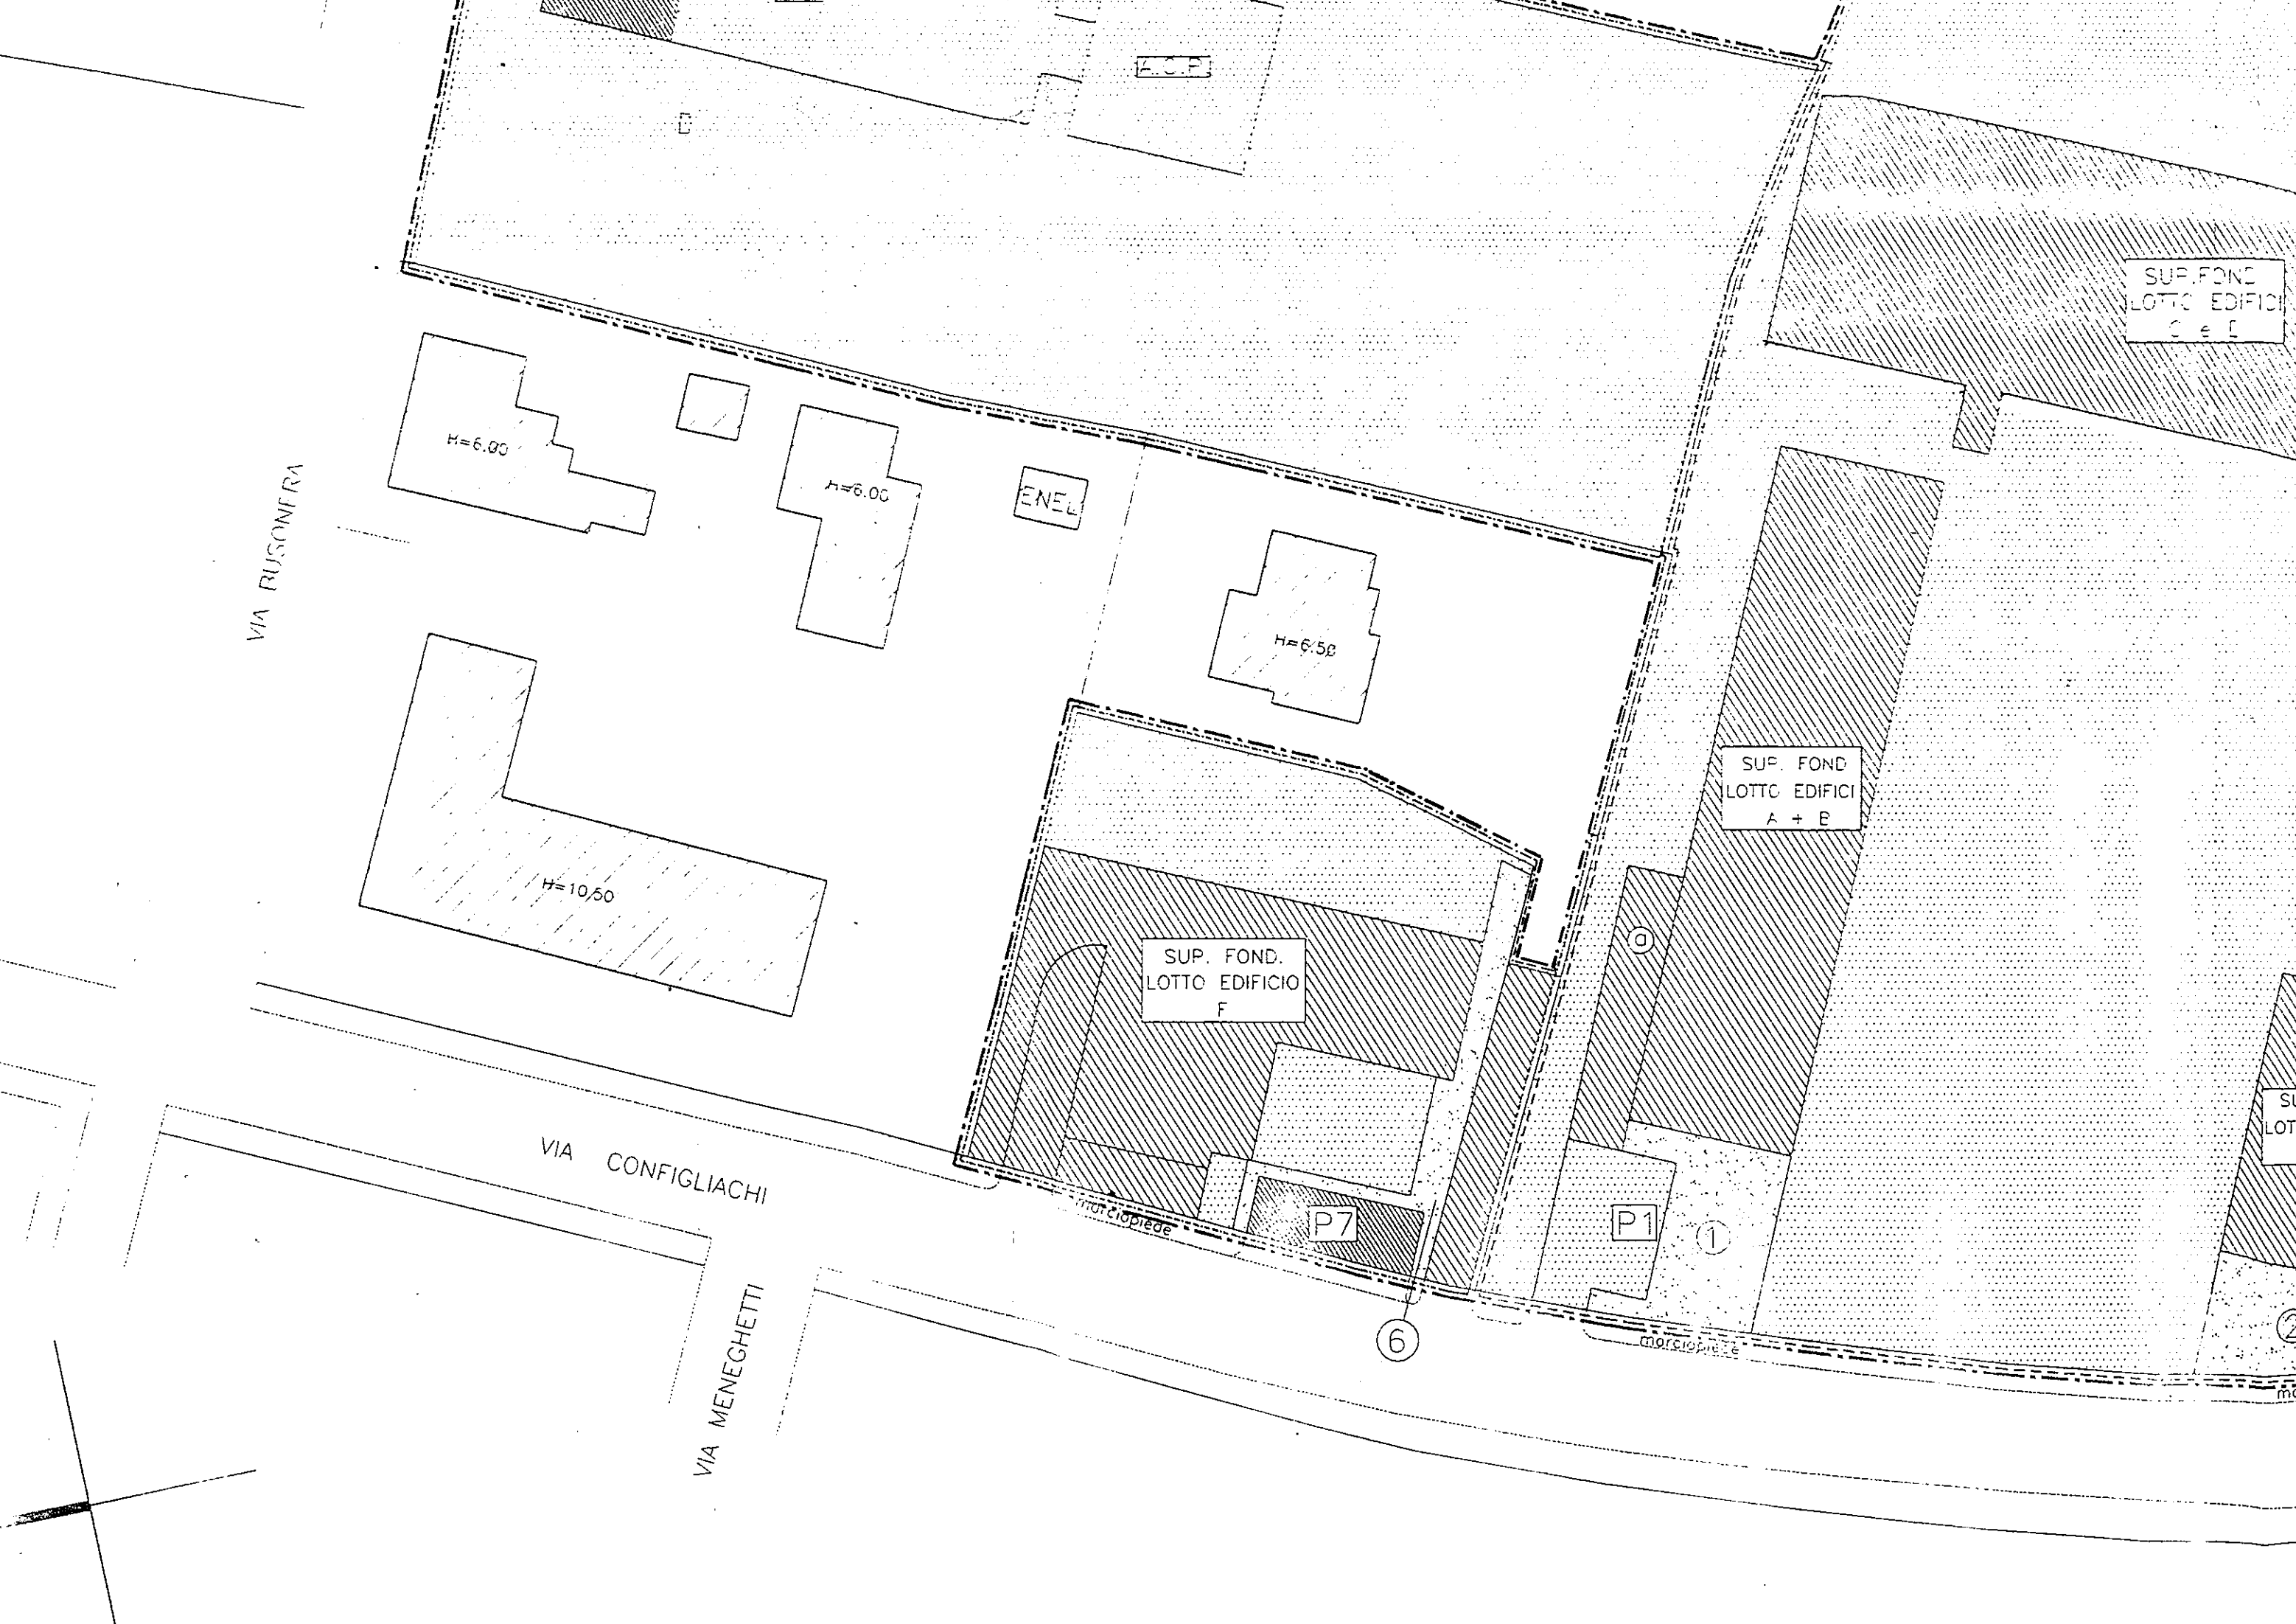 A.C.P.
SUP.FOND
LOTTO EDIFICI
C e D
H=6.00
H=6.00
ENEL
VIA BUSONERA
H=6.50
SUP. FOND
LOTTO EDIFICI
A + B
H=10.50
a
SUP. FOND.
LOTTO EDIFICIO
F
VIA CONFIGLIACHI
marciapiede
P7
P1
1
6
marciapiede
2
VIA MENEGHETTI